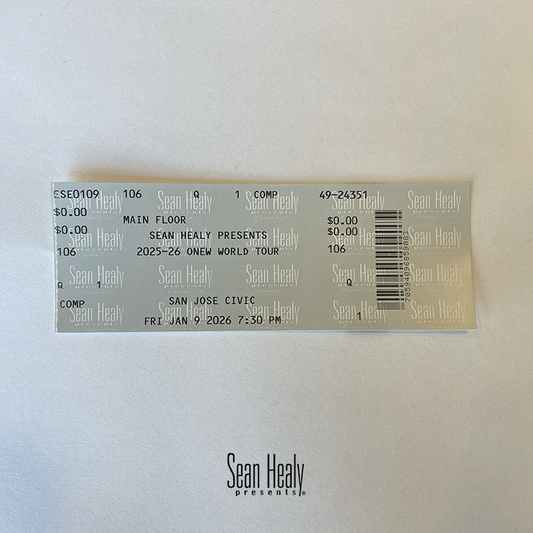 ESE0109 106 Q 1 COMP 49-24351
$0.00 MAIN FLOOR $0.00
$0.00 SEAN HEALY PRESENTS $0.00
106 2025-26 ONEW WORLD TOUR 106
Q 1 Q
COMP SAN JOSE CIVIC
FRI JAN 9 2026 7:30 PM 1
Sean Healy
presents®